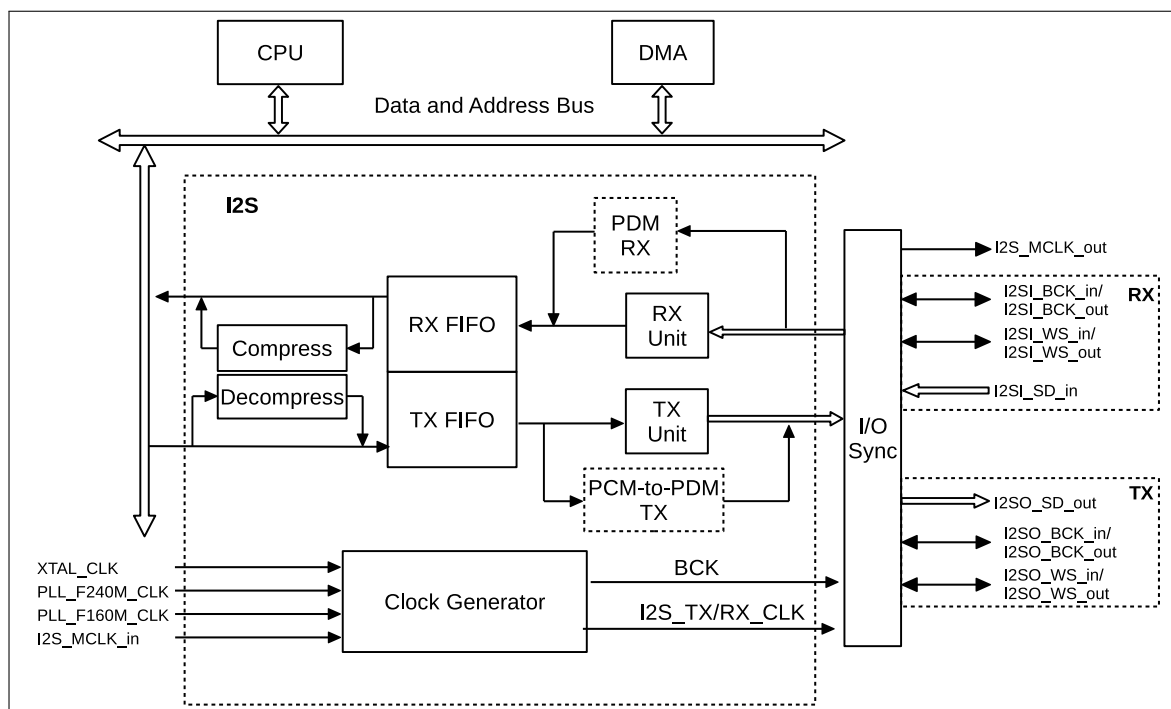 CPU
DMA
Data and Address Bus
I2S
PDM
RX
I2S_MCLK_out
RX
I2SI_BCK_in/
I2SI_BCK_out
RX FIFO
RX
Unit
Compress
I2SI_WS_in/
I2SI_WS_out
Decompress
I2SI_SD_in
TX FIFO
TX
Unit
I/O
Sync
PCM-to-PDM
TX
TX
I2SO_SD_out
I2SO_BCK_in/
I2SO_BCK_out
XTAL_CLK
PLL_F240M_CLK
PLL_F160M_CLK
I2S_MCLK_in
Clock Generator
BCK
I2S_TX/RX_CLK
I2SO_WS_in/
I2SO_WS_out